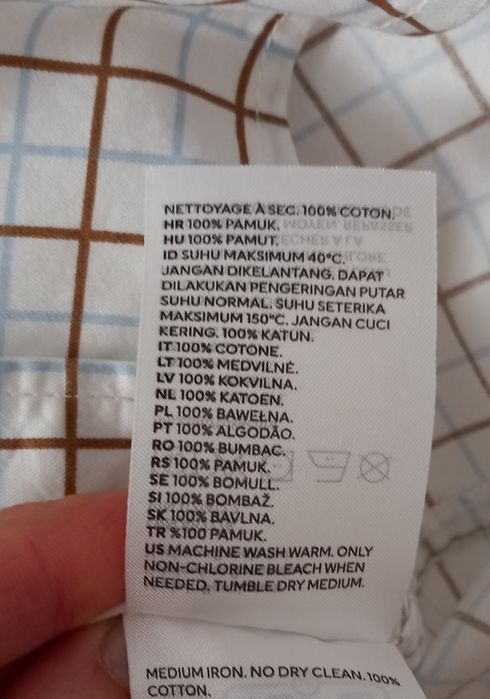 NETTOYAGE À SEC. 100% COTON.
HR 100% PAMUK.
HU 100% PAMUT.
ID SUHU MAKSIMUM 40°C.
JANGAN DIKELANTANG. DAPAT
DILAKUKAN PENGERINGAN PUTAR
SUHU NORMAL. SUHU SETERIKA
MAKSIMUM 150°C. JANGAN CUCI
KERING. 100% KATUN.
IT 100% COTONE.
LT 100% MEDVILNĖ.
LV 100% KOKVILNA.
NL 100% KATOEN.
PL 100% BAWEŁNA.
PT 100% ALGODÃO.
RO 100% BUMBAC.
RS 100% PAMUK.
SE 100% BOMULL.
SI 100% BOMBAŽ.
SK 100% BAVLNA.
TR %100 PAMUK.
US MACHINE WASH WARM. ONLY
NON-CHLORINE BLEACH WHEN
NEEDED. TUMBLE DRY MEDIUM.
MEDIUM IRON. NO DRY CLEAN. 100%
COTTON.